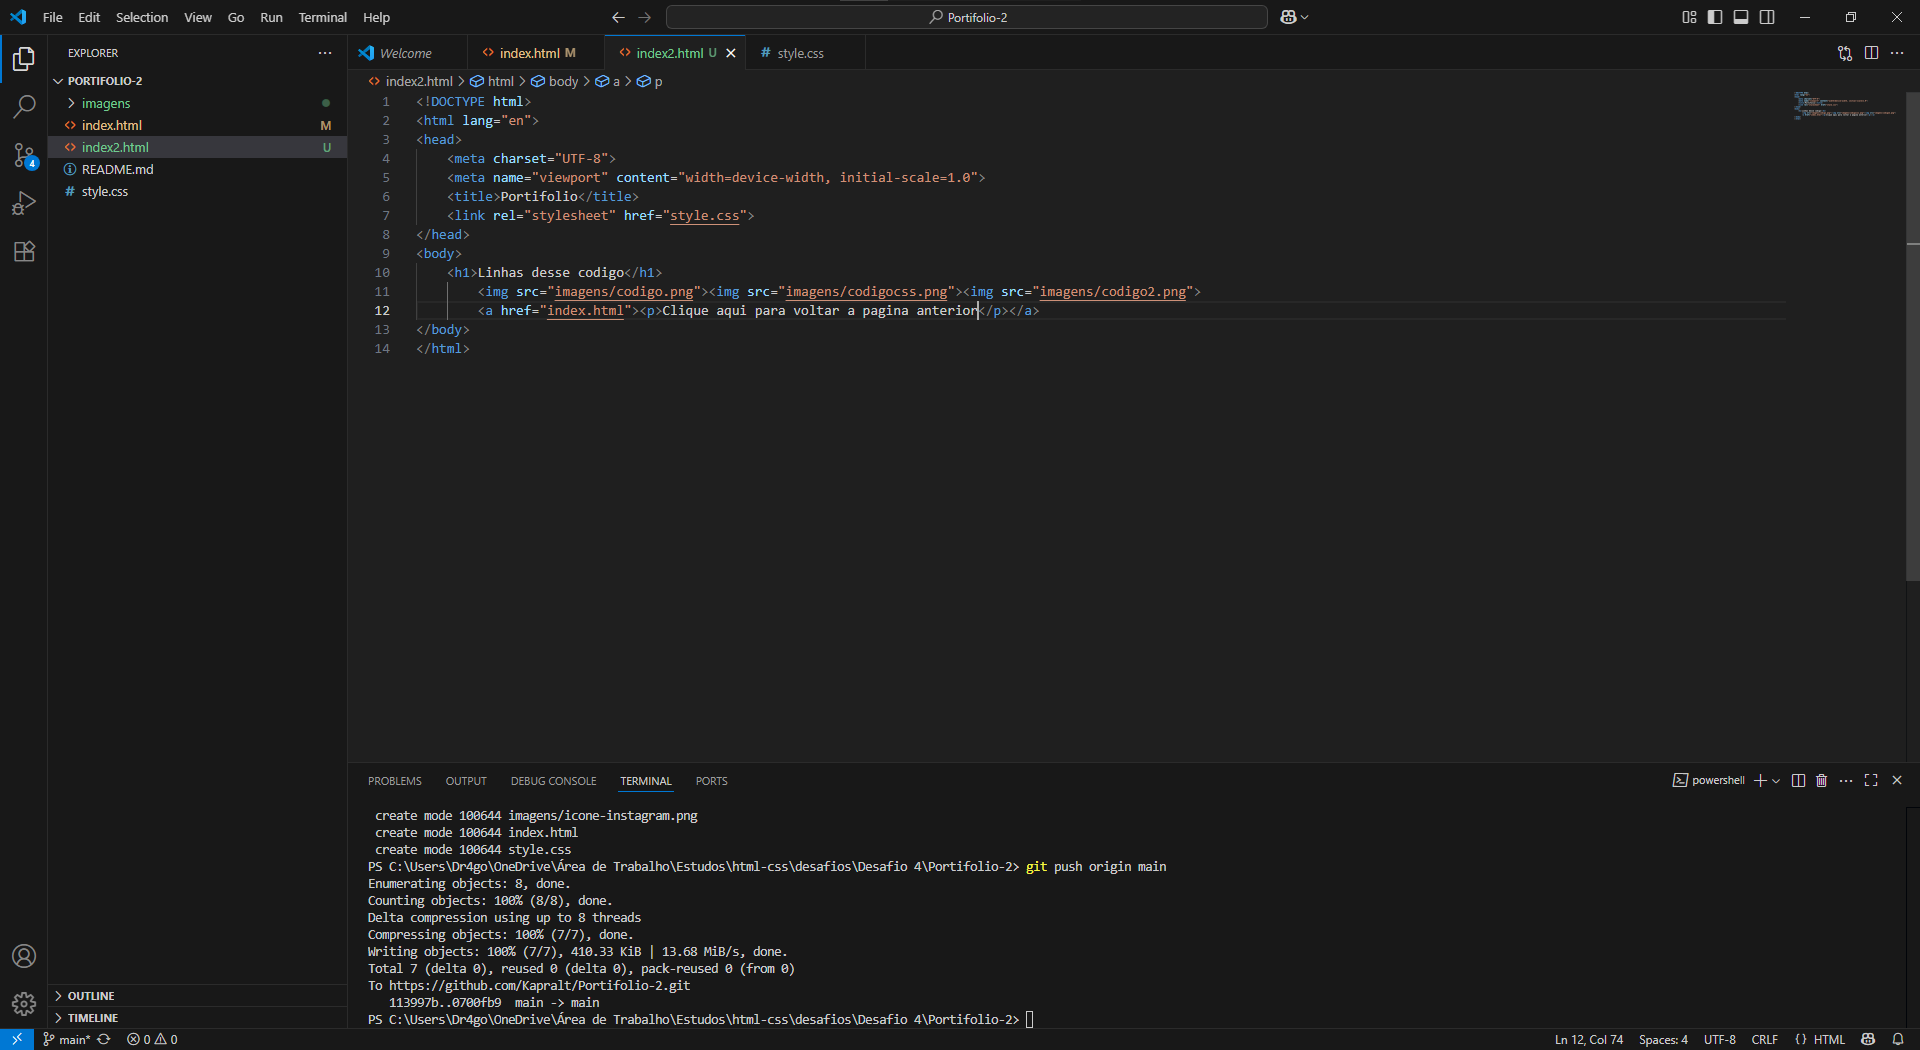 File Edit Selection View Go Run Terminal Help
Portifolio-2
EXPLORER
PORTIFOLIO-2
imagens
index.html M
index2.html U
README.md
style.css
4
OUTLINE
TIMELINE
Welcome
index.html M
index2.html U
style.css
index2.html > html > body > a > p
1 <!DOCTYPE html>
2 <html lang="en">
3 <head>
4 <meta charset="UTF-8">
5 <meta name="viewport" content="width=device-width, initial-scale=1.0">
6 <title>Portifolio</title>
7 <link rel="stylesheet" href="style.css">
8 </head>
9 <body>
10 <h1>Linhas desse codigo</h1>
11 <img src="imagens/codigo.png"><img src="imagens/codigocss.png"><img src="imagens/codigo2.png">
12 <a href="index.html"><p>Clique aqui para voltar a pagina anterior</p></a>
13 </body>
14 </html>
PROBLEMS OUTPUT DEBUG CONSOLE TERMINAL PORTS
powershell
create mode 100644 imagens/icone-instagram.png
create mode 100644 index.html
create mode 100644 style.css
PS C:\Users\Dr4go\OneDrive\Área de Trabalho\Estudos\html-css\desafios\Desafio 4\Portifolio-2> git push origin main
Enumerating objects: 8, done.
Counting objects: 100% (8/8), done.
Delta compression using up to 8 threads
Compressing objects: 100% (7/7), done.
Writing objects: 100% (7/7), 410.33 KiB | 13.68 MiB/s, done.
Total 7 (delta 0), reused 0 (delta 0), pack-reused 0 (from 0)
To https://github.com/Kapralt/Portifolio-2.git
113997b..0700fb9 main -> main
PS C:\Users\Dr4go\OneDrive\Área de Trabalho\Estudos\html-css\desafios\Desafio 4\Portifolio-2>
main* 0 0 Ln 12, Col 74 Spaces: 4 UTF-8 CRLF {} HTML